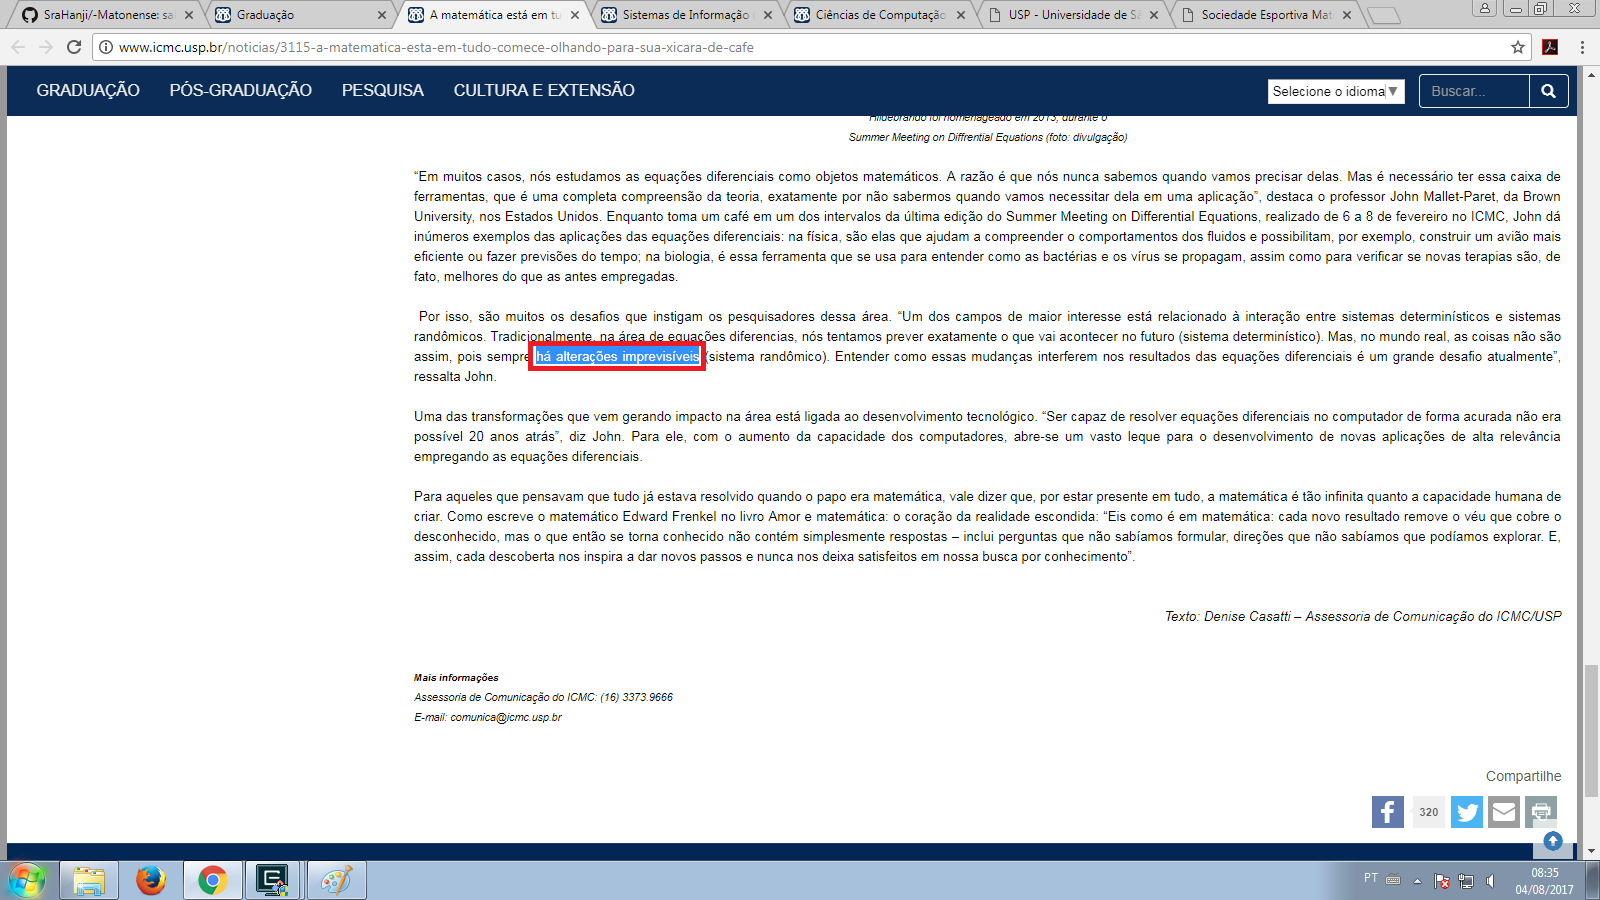 SraHanji/-Matonense: sa
Graduação
A matemática está em tu
Sistemas de Informação
Ciências de Computação
USP - Universidade de Sã
Sociedade Esportiva Mat
www.icmc.usp.br/noticias/3115-a-matematica-esta-em-tudo-comece-olhando-para-sua-xicara-de-cafe
GRADUAÇÃO PÓS-GRADUAÇÃO PESQUISA CULTURA E EXTENSÃO Selecione o idioma▼ Buscar...
Hildebrando foi homenageado em 2013, durante o
Summer Meeting on Diffrential Equations (foto: divulgação)
“Em muitos casos, nós estudamos as equações diferenciais como objetos matemáticos. A razão é que nós nunca sabemos quando vamos precisar delas. Mas é necessário ter essa caixa de
ferramentas, que é uma completa compreensão da teoria, exatamente por não sabermos quando vamos necessitar dela em uma aplicação”, destaca o professor John Mallet-Paret, da Brown
University, nos Estados Unidos. Enquanto toma um café em um dos intervalos da última edição do Summer Meeting on Differential Equations, realizado de 6 a 8 de fevereiro no ICMC, John dá
inúmeros exemplos das aplicações das equações diferenciais: na física, são elas que ajudam a compreender o comportamentos dos fluidos e possibilitam, por exemplo, construir um avião mais
eficiente ou fazer previsões do tempo; na biologia, é essa ferramenta que se usa para entender como as bactérias e os vírus se propagam, assim como para verificar se novas terapias são, de
fato, melhores do que as antes empregadas.
Por isso, são muitos os desafios que instigam os pesquisadores dessa área. “Um dos campos de maior interesse está relacionado à interação entre sistemas determinísticos e sistemas
randômicos. Tradicionalmente, na área de equações diferencias, nós tentamos prever exatamente o que vai acontecer no futuro (sistema determinístico). Mas, no mundo real, as coisas não são
assim, pois sempre há alterações imprevisíveis (sistema randômico). Entender como essas mudanças interferem nos resultados das equações diferenciais é um grande desafio atualmente”,
ressalta John.
Uma das transformações que vem gerando impacto na área está ligada ao desenvolvimento tecnológico. “Ser capaz de resolver equações diferenciais no computador de forma acurada não era
possível 20 anos atrás”, diz John. Para ele, com o aumento da capacidade dos computadores, abre-se um vasto leque para o desenvolvimento de novas aplicações de alta relevância
empregando as equações diferenciais.
Para aqueles que pensavam que tudo já estava resolvido quando o papo era matemática, vale dizer que, por estar presente em tudo, a matemática é tão infinita quanto a capacidade humana de
criar. Como escreve o matemático Edward Frenkel no livro Amor e matemática: o coração da realidade escondida: “Eis como é em matemática: cada novo resultado remove o véu que cobre o
desconhecido, mas o que então se torna conhecido não contém simplesmente respostas – inclui perguntas que não sabíamos formular, direções que não sabíamos que podíamos explorar. E,
assim, cada descoberta nos inspira a dar novos passos e nunca nos deixa satisfeitos em nossa busca por conhecimento”.
Texto: Denise Casatti – Assessoria de Comunicação do ICMC/USP
Mais informações
Assessoria de Comunicação do ICMC: (16) 3373.9666
E-mail: comunica@icmc.usp.br
Compartilhe
320
PT
08:35
04/08/2017